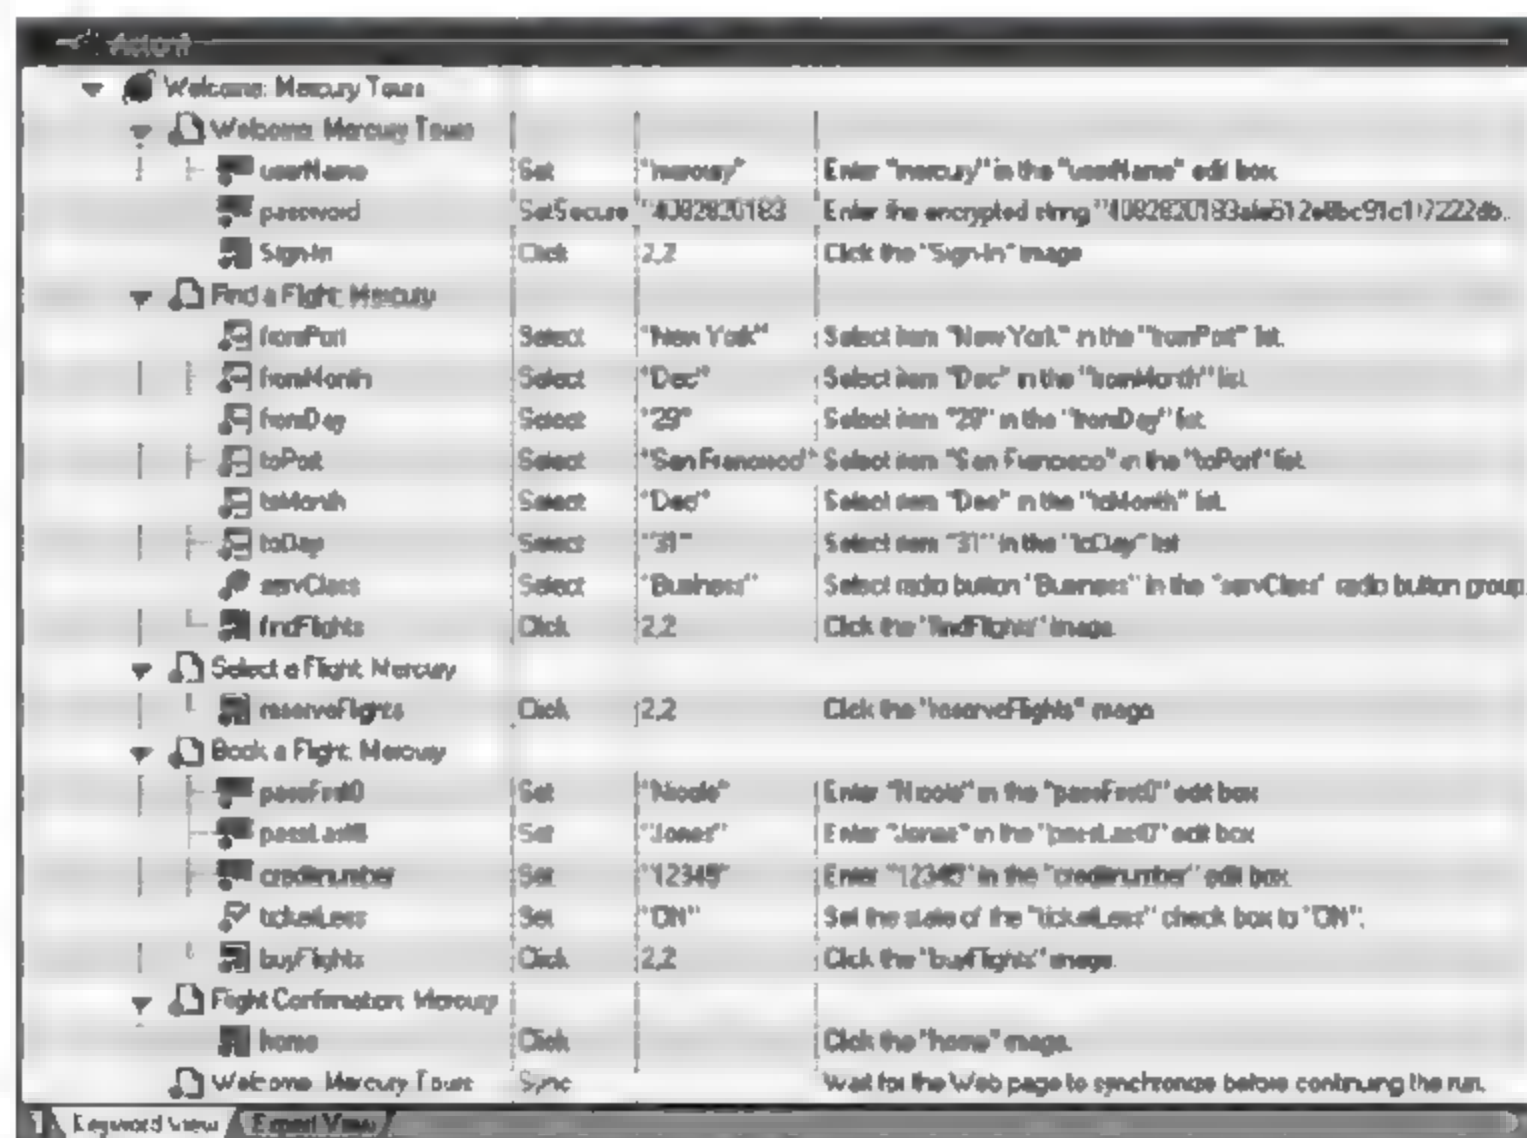 Action1
Welcome: Mercury Tours
Welcome: Mercury Tours
userName Set "mercury" Enter "mercury" in the "userName" edit box.
password SetSecure "4082820183 Enter the encrypted string "4082820183afe512e8bc91c1f7222db...
Sign-In Click 2,2 Click the "Sign-In" image
Find a Flight: Mercury
fromPort Select "New York" Select item "New York" in the "fromPort" list.
fromMonth Select "Dec" Select item "Dec" in the "fromMonth" list.
fromDay Select "29" Select item "29" in the "fromDay" list.
toPort Select "San Francisco" Select item "San Francisco" in the "toPort" list.
toMonth Select "Dec" Select item "Dec" in the "toMonth" list.
toDay Select "31" Select item "31" in the "toDay" list
servClass Select "Business" Select radio button "Business" in the "servClass" radio button group
findFlights Click 2,2 Click the "findFlights" image.
Select a Flight: Mercury
reserveFlights Click 2,2 Click the "reserveFlights" image
Book a Flight: Mercury
passFirst0 Set "Nicole" Enter "Nicole" in the "passFirst0" edit box
passLast0 Set "Jones" Enter "Jones" in the "passLast0" edit box
creditnumber Set "12345" Enter "12345" in the "creditnumber" edit box.
ticketLess Set "ON" Set the state of the "ticketLess" check box to "ON".
buyFlights Click 2,2 Click the "buyFlights" image.
Flight Confirmation: Mercury
home Click Click the "home" image.
Welcome: Mercury Tours Sync Wait for the Web page to synchronize before continuing the run.
Keyword View Expert View